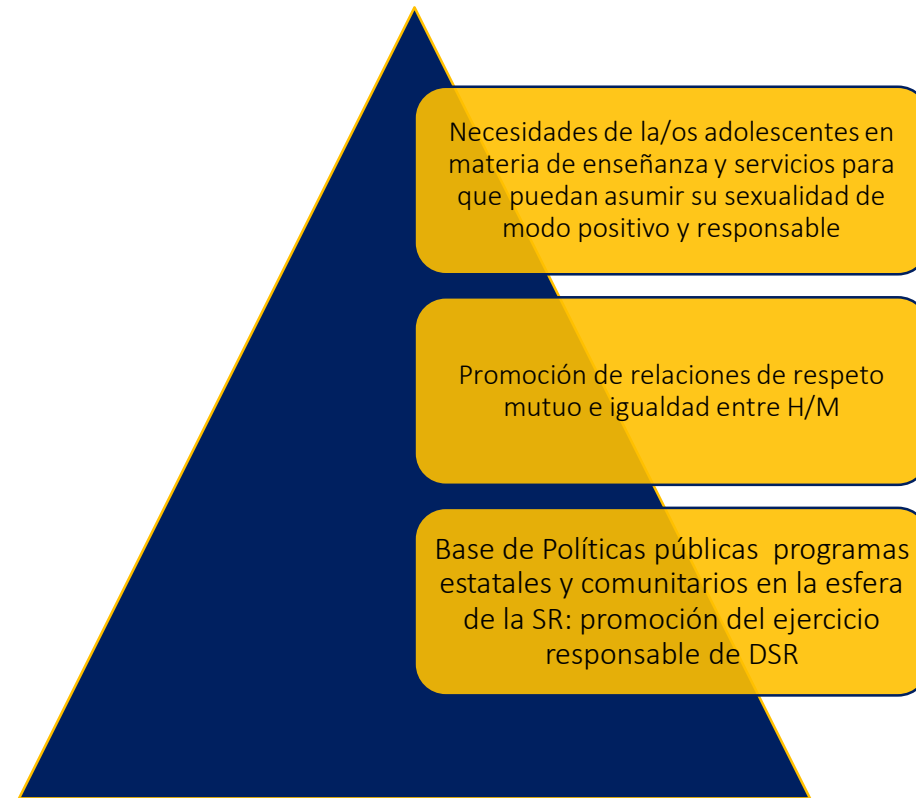 Necesidades de la/os adolescentes en
materia de enseñanza y servicios para
que puedan asumir su sexualidad de
modo positivo y responsable
Promoción de relaciones de respeto
mutuo e igualdad entre H/M
Base de Políticas públicas  programas
estatales y comunitarios en la esfera
de la SR: promoción del ejercicio
responsable de DSR